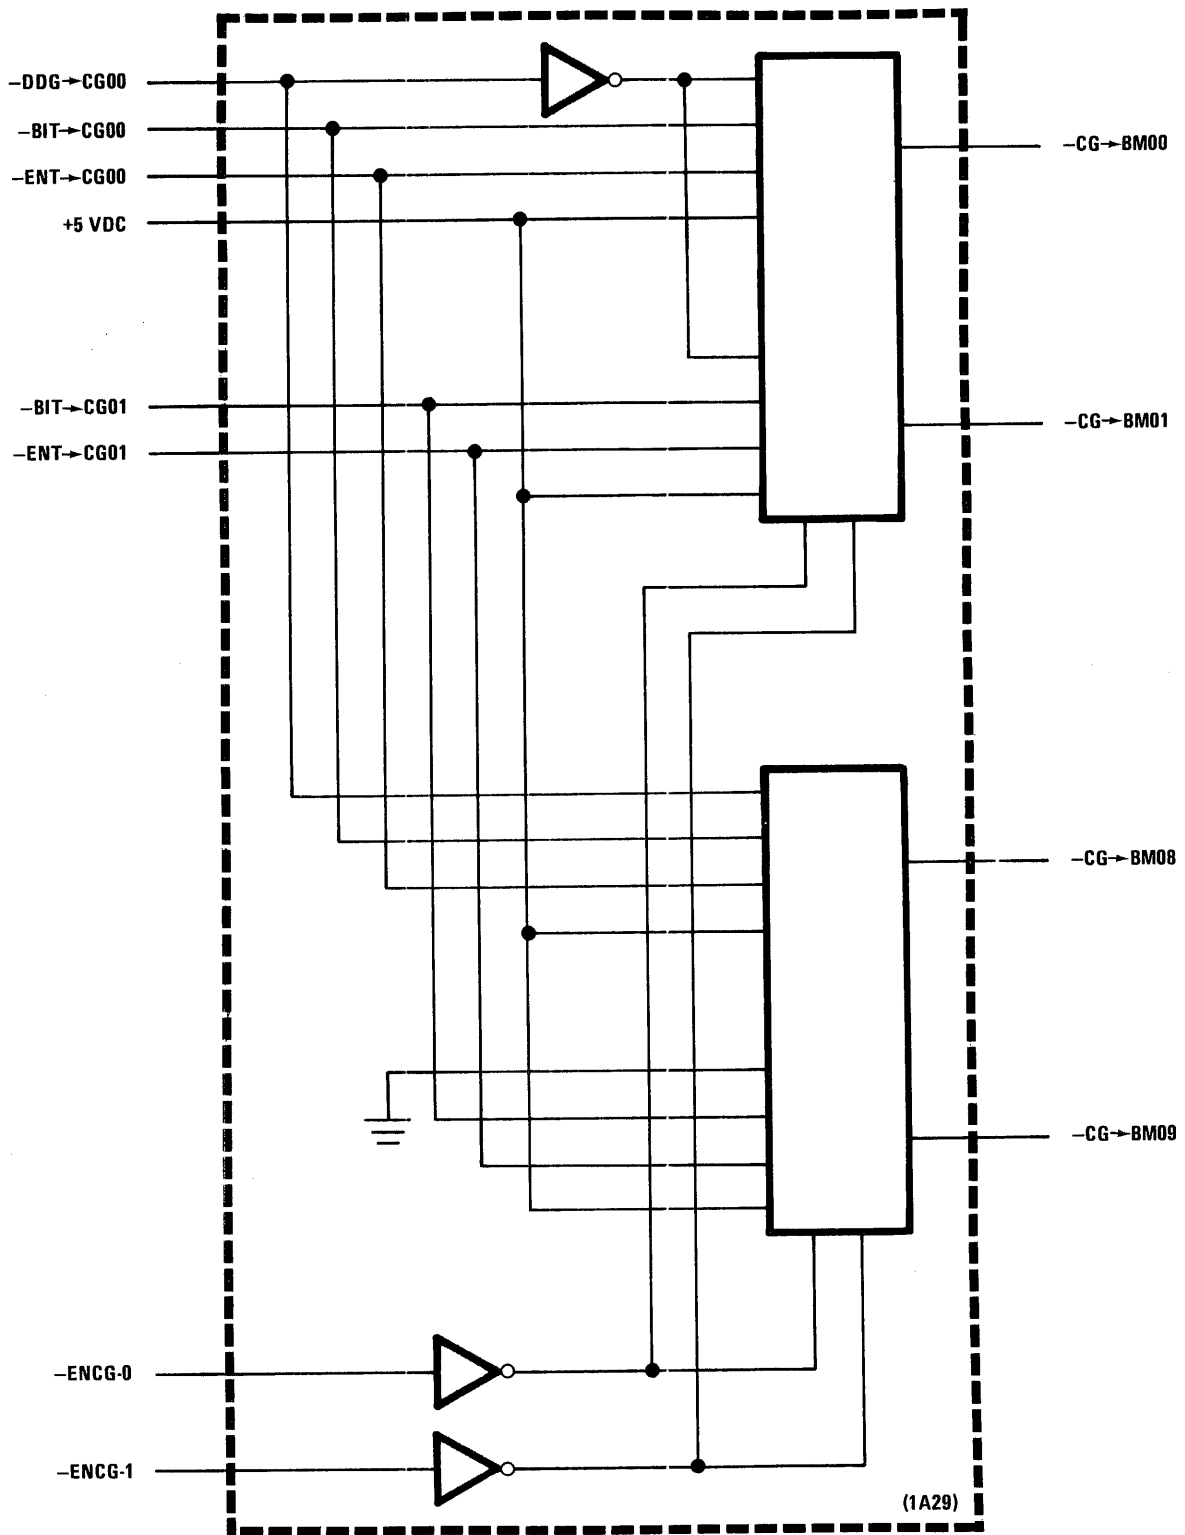 −DDG→CG00
−BIT→CG00
−ENT→CG00
+5 VDC
−CG→BM00
−BIT→CG01
−ENT→CG01
−CG→BM01
−CG→BM08
−CG→BM09
−ENCG-0
−ENCG-1
(1A29)